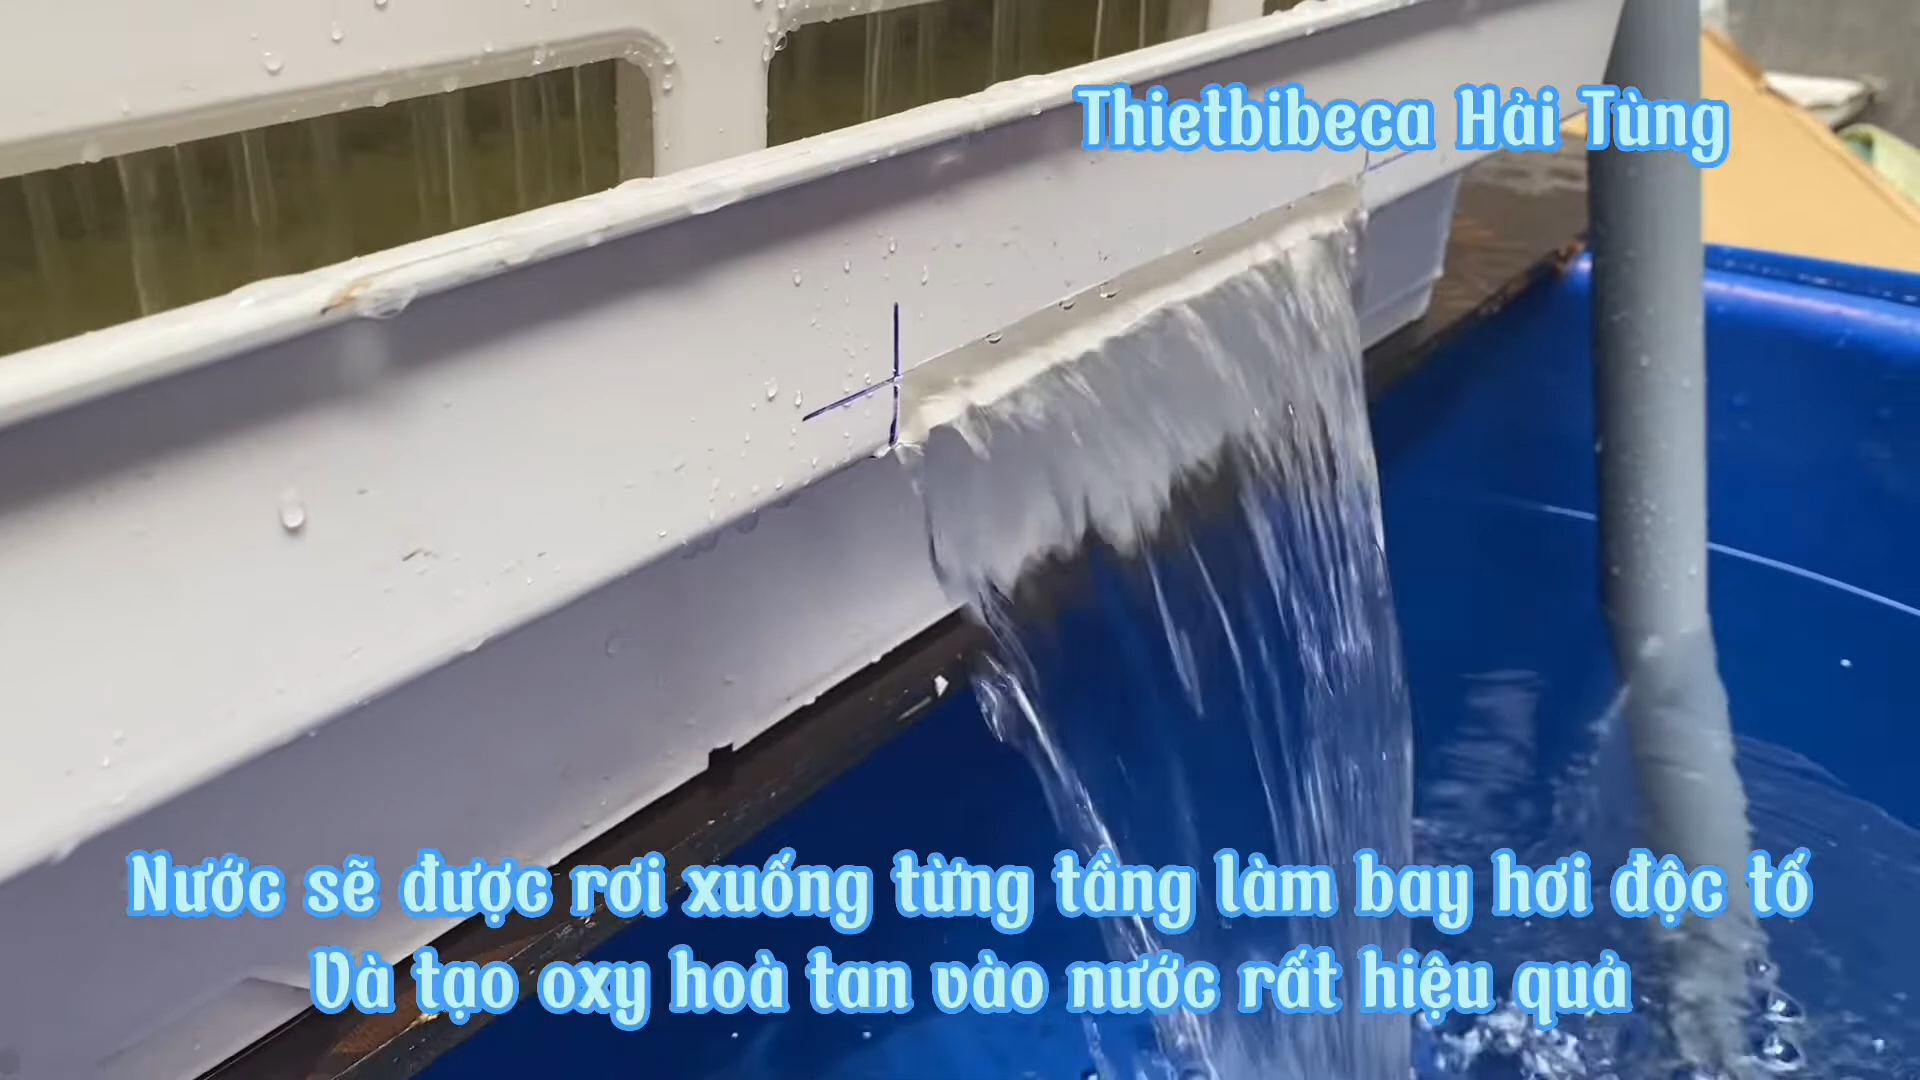 Thietbibeca Hải Tùng
Nước sẽ được rơi xuống từng tầng làm bay hơi độc tố
Và tạo oxy hoà tan vào nước rất hiệu quả